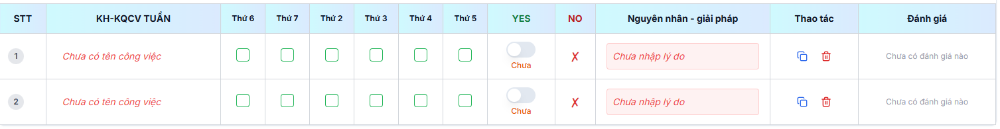 STT KH-KQCV TUẦN Thứ 6 Thứ 7 Thứ 2 Thứ 3 Thứ 4 Thứ 5 YES NO Nguyên nhân - giải pháp Thao tác Đánh giá
1 Chưa có tên công việc Chưa ✗ Chưa nhập lý do Chưa có đánh giá nào
2 Chưa có tên công việc Chưa ✗ Chưa nhập lý do Chưa có đánh giá nào